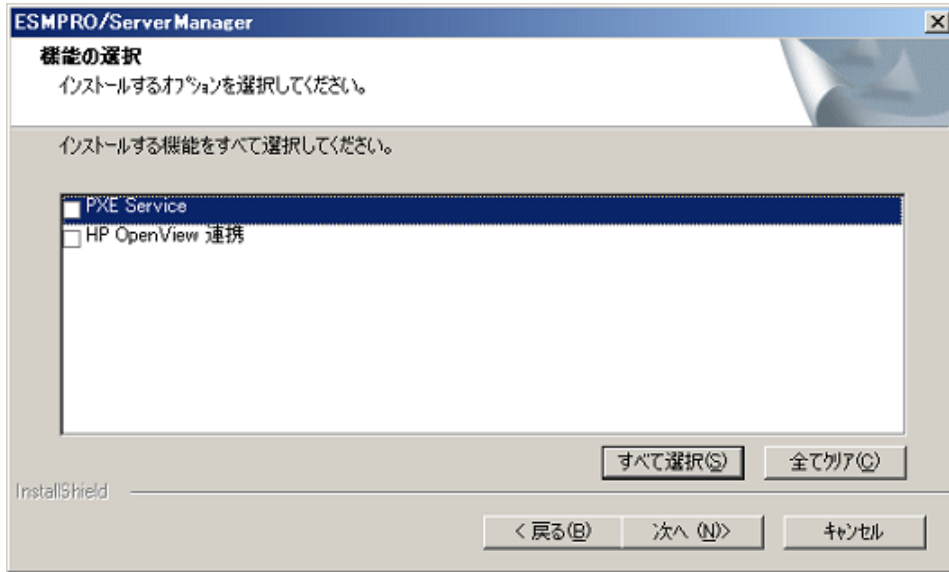 ESMPRO/ServerManager
機能の選択
インストールするオプションを選択してください。
インストールする機能をすべて選択してください。
PXE Service
HP OpenView 連携
すべて選択(S)
全てクリア(C)
InstallShield
< 戻る(B)
次へ (N)>
キャンセル